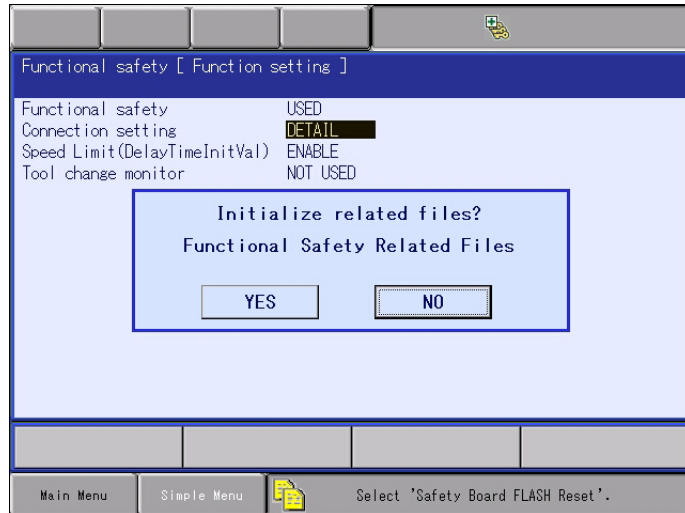 Functional safety [ Function setting ]
Functional safety USED
Connection setting DETAIL
Speed Limit(DelayTimeInitVal) ENABLE
Tool change monitor NOT USED
Initialize related files?
Functional Safety Related Files
YES NO
Main Menu Simple Menu Select 'Safety Board FLASH Reset'.